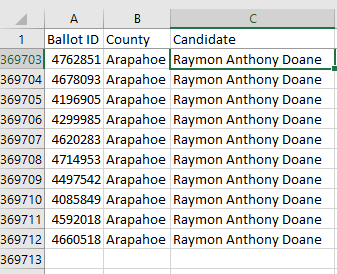 A B C
1 Ballot ID County Candidate
369703 4762851 Arapahoe Raymon Anthony Doane
369704 4678093 Arapahoe Raymon Anthony Doane
369705 4196905 Arapahoe Raymon Anthony Doane
369706 4299985 Arapahoe Raymon Anthony Doane
369707 4620283 Arapahoe Raymon Anthony Doane
369708 4714953 Arapahoe Raymon Anthony Doane
369709 4497542 Arapahoe Raymon Anthony Doane
369710 4085849 Arapahoe Raymon Anthony Doane
369711 4592018 Arapahoe Raymon Anthony Doane
369712 4660518 Arapahoe Raymon Anthony Doane
369713